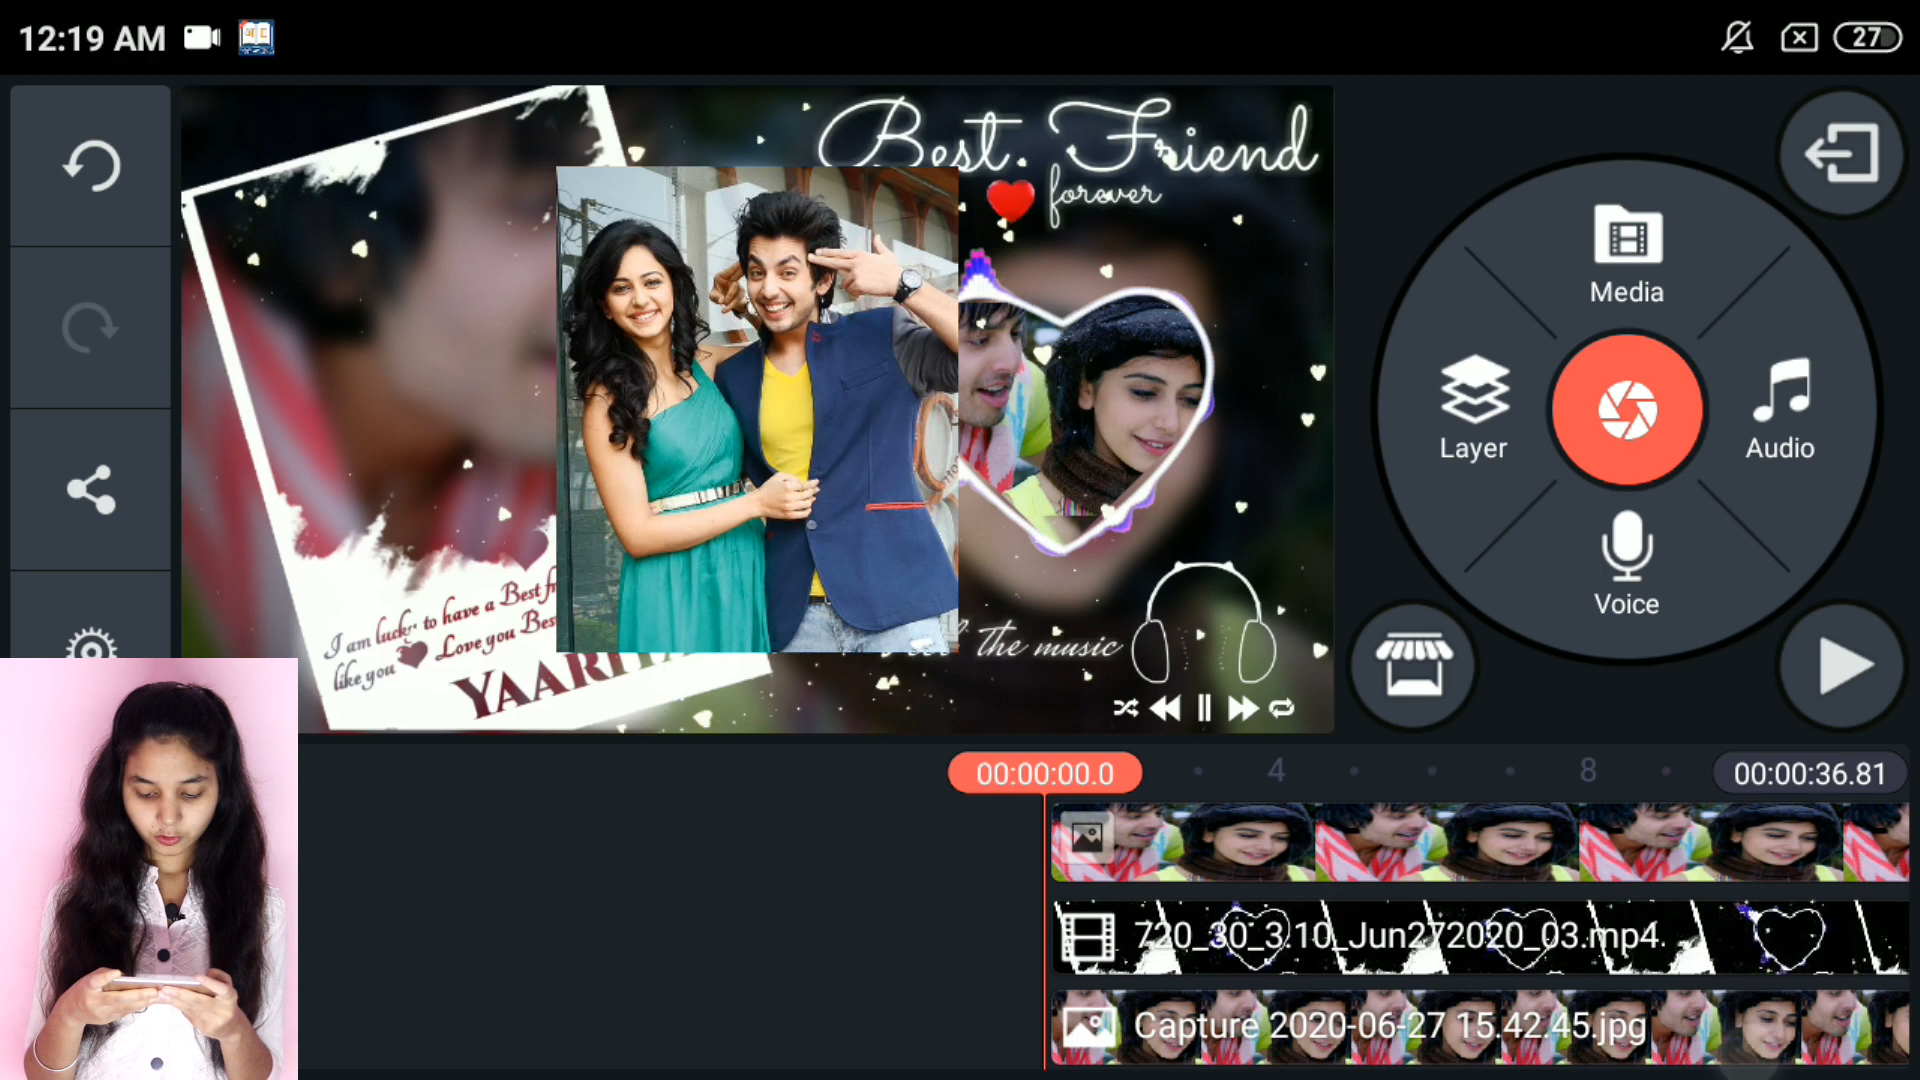 12:19 AM
27
Best. Friend
forever
Media
Layer
Audio
Voice
I am lucky to have a Best
like you Love you
The music
00:00:00.0
4
8
00:00:36.81
720_30_3.10_Jun272020_03.mp4
Capture 2020-06-27 15.42.45.jpg